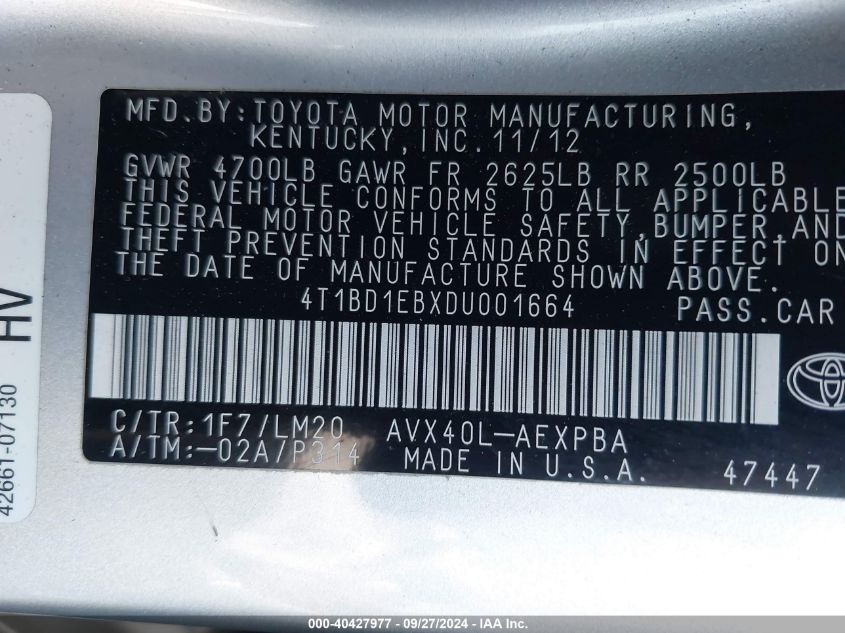 MFD. BY: TOYOTA MOTOR MANUFACTURING,
KENTUCKY, INC. 11/12
GVWR 4700LB GAWR FR 2625LB RR 2500LB
THIS VEHICLE CONFORMS TO ALL APPLICABLE
FEDERAL MOTOR VEHICLE SAFETY, BUMPER, AND
THEFT PREVENTION STANDARDS IN EFFECT ON
THE DATE OF MANUFACTURE SHOWN ABOVE.
4T1BD1EBXDU001664 PASS. CAR
C/TR: 1F7/LM20 AVX40L-AEXPBA
A/TM:-02A/P314 MADE IN U.S.A. 47447
HV
42661-07130
000-40427977 - 09/27/2024 - IAA Inc.